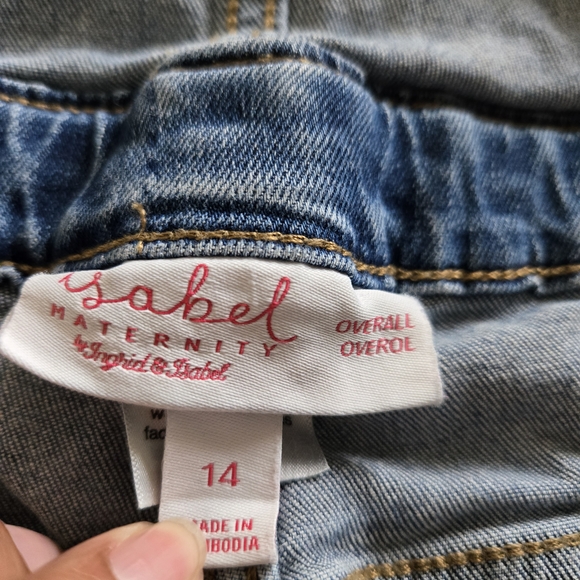 isabel
MATERNITY
by Ingrid & Isabel
OVERALL
OVEROL
14
MADE IN
CAMBODIA